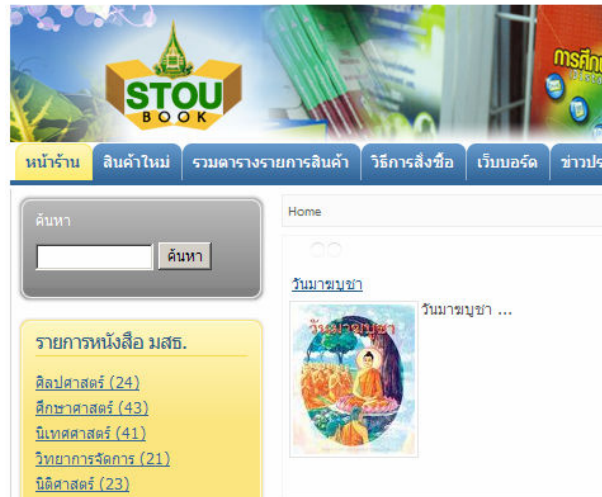 STOU
BOOK
หน้าร้าน
สินค้าใหม่
รวมตารางรายการสินค้า
วิธีการสั่งซื้อ
เว็บบอร์ด
ค้นหา
ค้นหา
Home
วันมาฆบูชา
วันมาฆบูชา
วันมาฆบูชา ...
รายการหนังสือ มสธ.
ศิลปศาสตร์ (24)
ศึกษาศาสตร์ (43)
นิเทศศาสตร์ (41)
วิทยาการจัดการ (21)
นิติศาสตร์ (23)